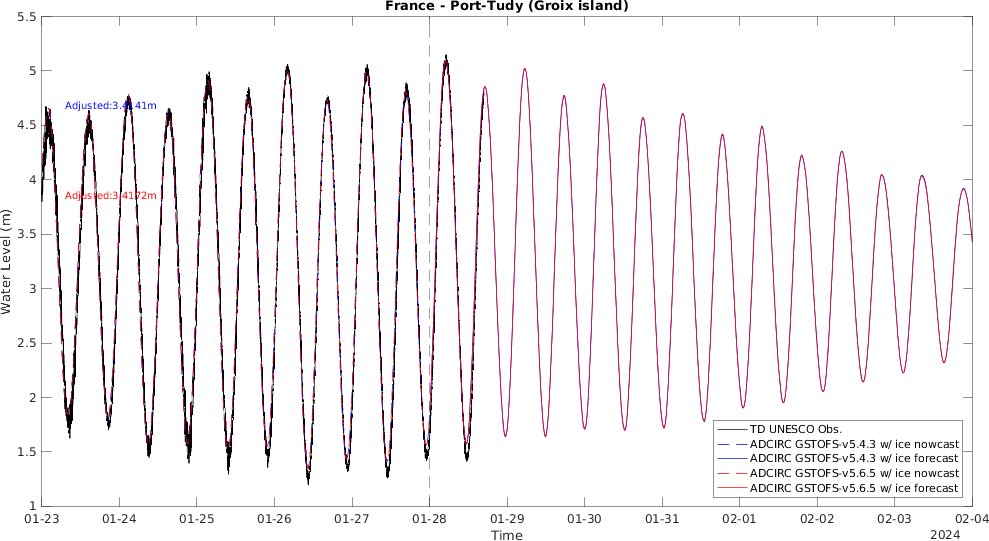 France - Port-Tudy (Groix island)
5.5
5
4.5
4
3.5
3
2.5
2
1.5
1
Water Level (m)
Adjusted:3.4141m
Adjusted:3.4172m
TD UNESCO Obs.
ADCIRC GSTOFS-v5.4.3 w/ ice nowcast
ADCIRC GSTOFS-v5.4.3 w/ ice forecast
ADCIRC GSTOFS-v5.6.5 w/ ice nowcast
ADCIRC GSTOFS-v5.6.5 w/ ice forecast
01-23 01-24 01-25 01-26 01-27 01-28 01-29 01-30 01-31 02-01 02-02 02-03 02-04
Time
2024